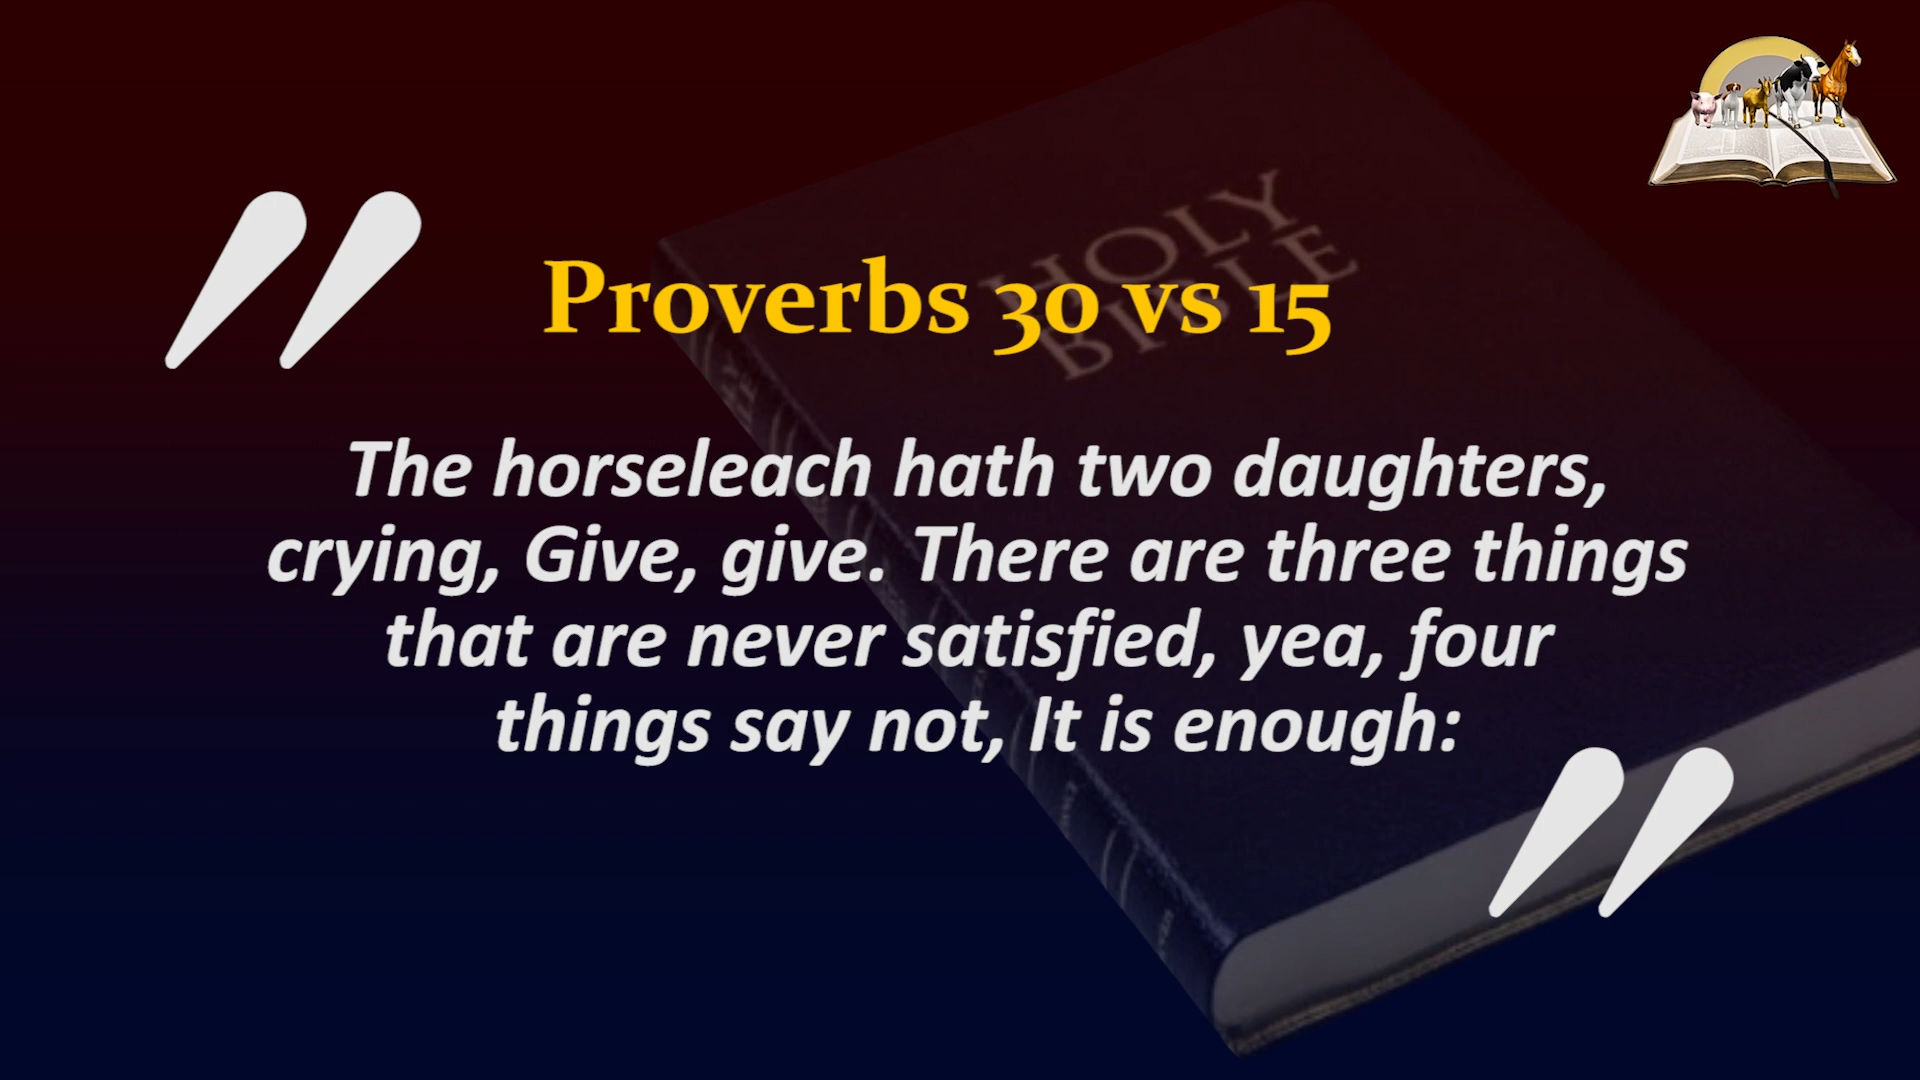 HOLY
BIBLE
Proverbs 30 vs 15
The horseleach hath two daughters,
crying, Give, give. There are three things
that are never satisfied, yea, four
things say not, It is enough: